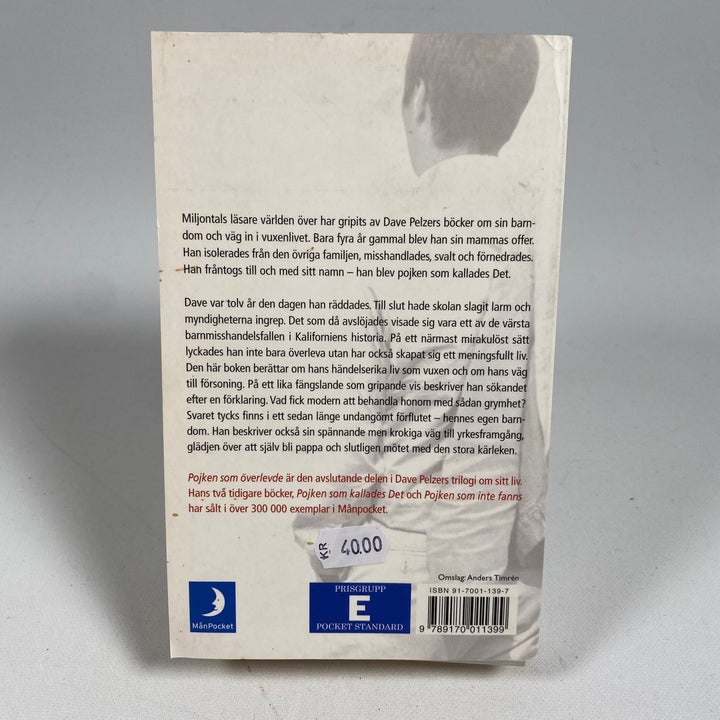 Miljontals läsare världen över har gripits av Dave Pelzers böcker om sin barn-
dom och väg in i vuxenlivet. Bara fyra år gammal blev han sin mammas offer.
Han isolerades från den övriga familjen, misshandlades, svalt och förnedrades.
Han fråntogs till och med sitt namn – han blev pojken som kallades Det.
Dave var tolv år den dagen han räddades. Till slut hade skolan slagit larm och
myndigheterna ingrep. Det som då avslöjades visade sig vara ett av de värsta
barnmisshandelsfallen i Kaliforniens historia. På ett närmast mirakulöst sätt
lyckades han inte bara överleva utan har också skapat sig ett meningsfullt liv.
Den här boken berättar om hans händelserika liv som vuxen och om hans väg
till försoning. På ett lika fängslande som gripande vis beskriver han sökandet
efter en förklaring. Vad fick modern att behandla honom med sådan grymhet?
Svaret tycks finns i ett sedan länge undangömt förflutet – hennes egen barn-
dom. Han beskriver också sin spännande men krokiga väg till yrkesframgång,
glädjen över att själv bli pappa och slutligen mötet med den stora kärleken.
Pojken som överlevde är den avslutande delen i Dave Pelzers trilogi om sitt liv.
Hans två tidigare böcker, Pojken som kallades Det och Pojken som inte fanns
har sålt i över 300 000 exemplar i Månpocket.
KR 40.00
Omslag: Anders Timrén
MånPocket
PRISGRUPP
E
POCKET STANDARD
ISBN 91-7001-139-7
9 789170 011399